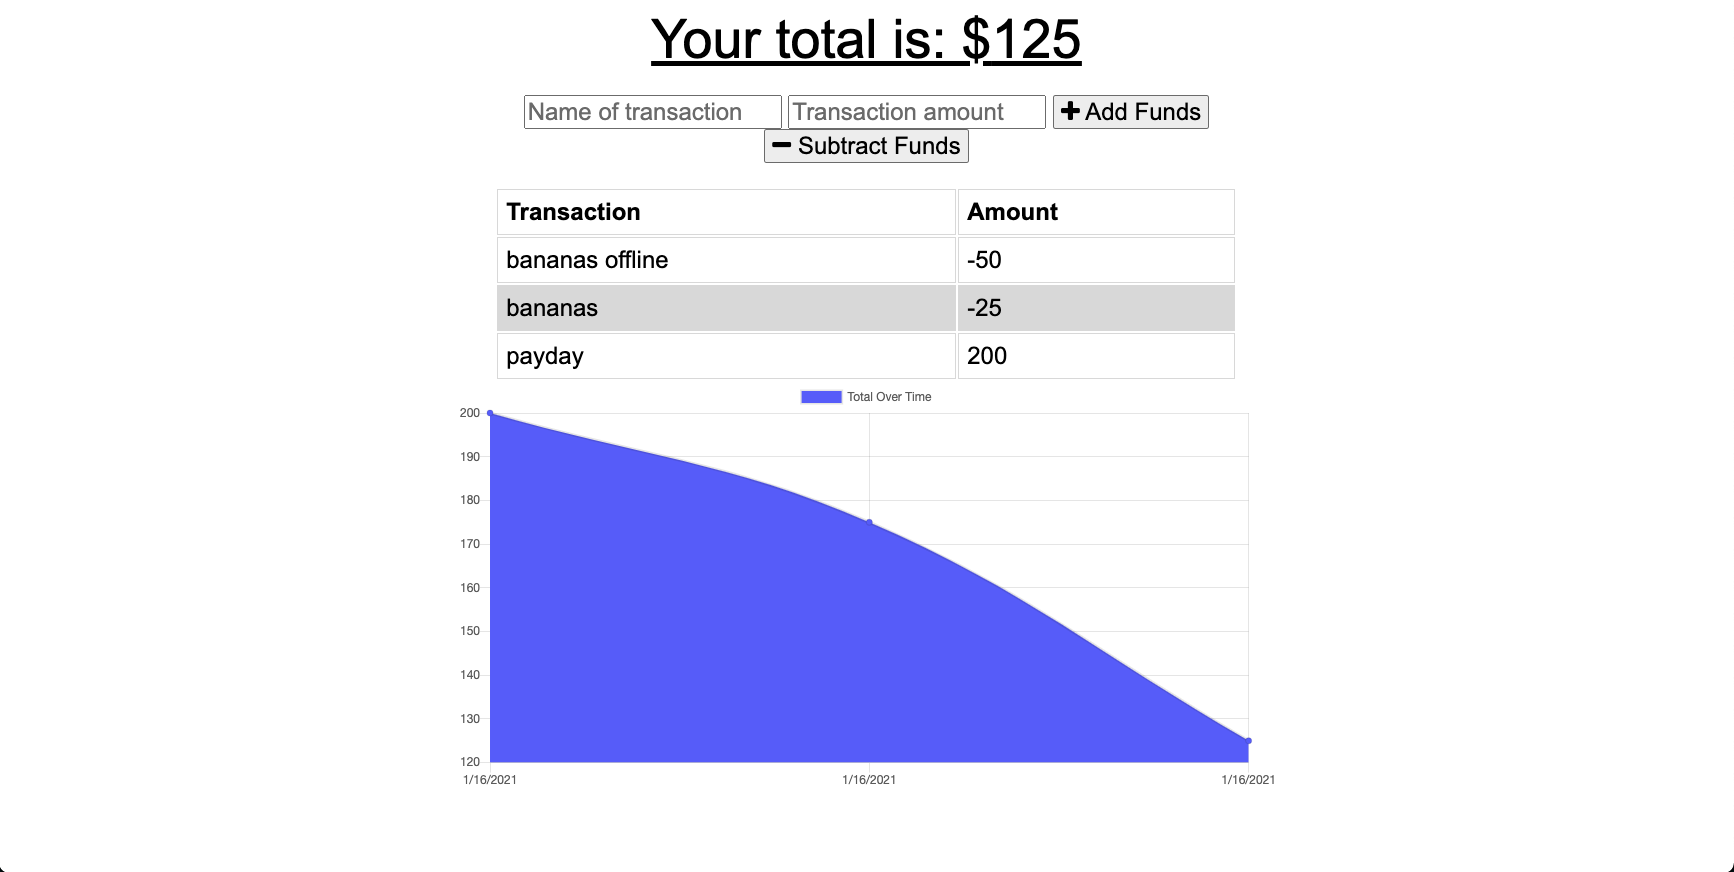 Your total is: $125
Name of transaction Transaction amount Add Funds
Subtract Funds
Transaction Amount
bananas offline -50
bananas -25
payday 200
Total Over Time
200
190
180
170
160
150
140
130
120
1/16/2021 1/16/2021 1/16/2021